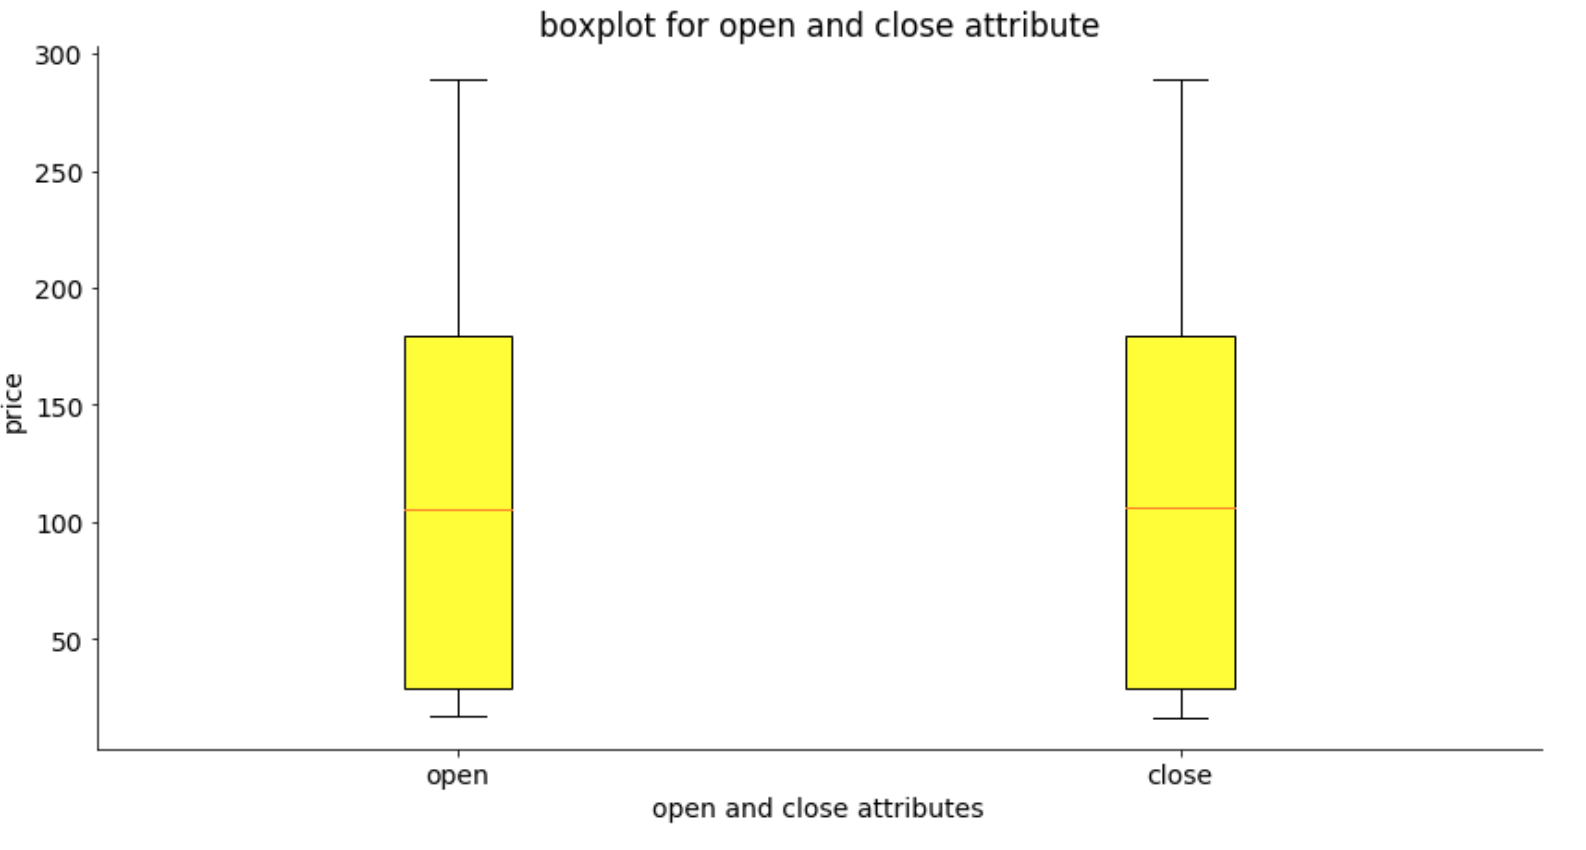 boxplot for open and close attribute
300
250
200
150
100
50
price
open close
open and close attributes